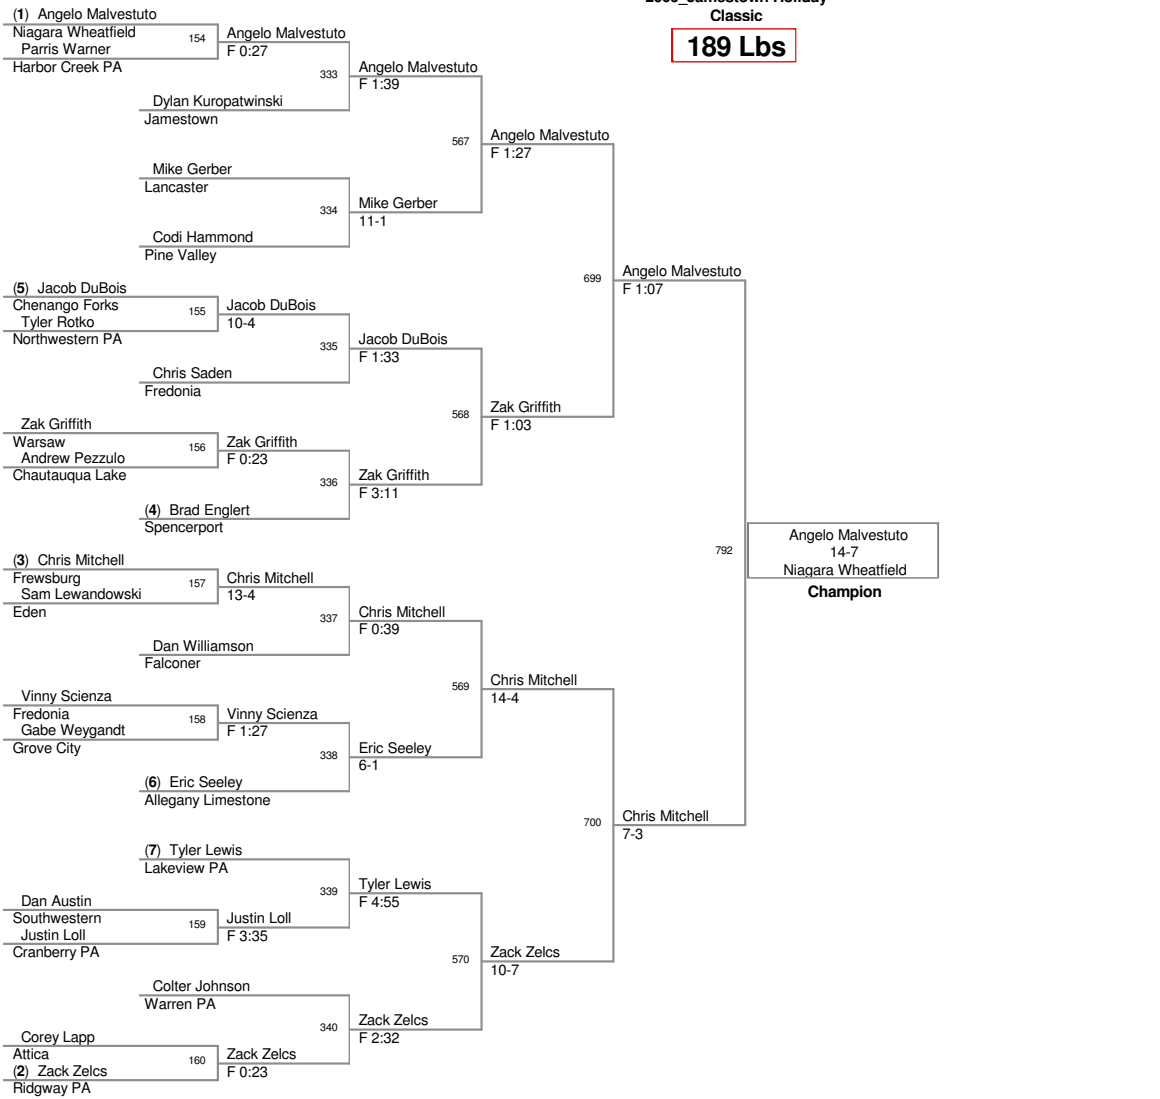 Classic
189 Lbs
(1) Angelo Malvestuto
Niagara Wheatfield
154
Parris Warner
Harbor Creek PA
Angelo Malvestuto
F 0:27
333
Dylan Kuropatwinski
Jamestown
Angelo Malvestuto
F 1:39
567
Mike Gerber
Lancaster
334
Codi Hammond
Pine Valley
Mike Gerber
11-1
Angelo Malvestuto
F 1:27
699
(5) Jacob DuBois
Chenango Forks
155
Tyler Rotko
Northwestern PA
Jacob DuBois
10-4
335
Chris Saden
Fredonia
Jacob DuBois
F 1:33
568
Zak Griffith
Warsaw
156
Andrew Pezzulo
Chautauqua Lake
Zak Griffith
F 0:23
336
(4) Brad Englert
Spencerport
Zak Griffith
F 3:11
Zak Griffith
F 1:03
Angelo Malvestuto
F 1:07
792
Angelo Malvestuto
14-7
Niagara Wheatfield
Champion
(3) Chris Mitchell
Frewsburg
157
Sam Lewandowski
Eden
Chris Mitchell
13-4
337
Dan Williamson
Falconer
Chris Mitchell
F 0:39
569
Vinny Scienza
Fredonia
158
Gabe Weygandt
Grove City
Vinny Scienza
F 1:27
338
(6) Eric Seeley
Allegany Limestone
Eric Seeley
6-1
Chris Mitchell
14-4
700
(7) Tyler Lewis
Lakeview PA
339
Dan Austin
Southwestern
159
Justin Loll
Cranberry PA
Justin Loll
F 3:35
Tyler Lewis
F 4:55
570
Colter Johnson
Warren PA
340
Corey Lapp
Attica
160
(2) Zack Zelcs
Ridgway PA
Zack Zelcs
F 0:23
Zack Zelcs
F 2:32
Zack Zelcs
10-7
Chris Mitchell
7-3